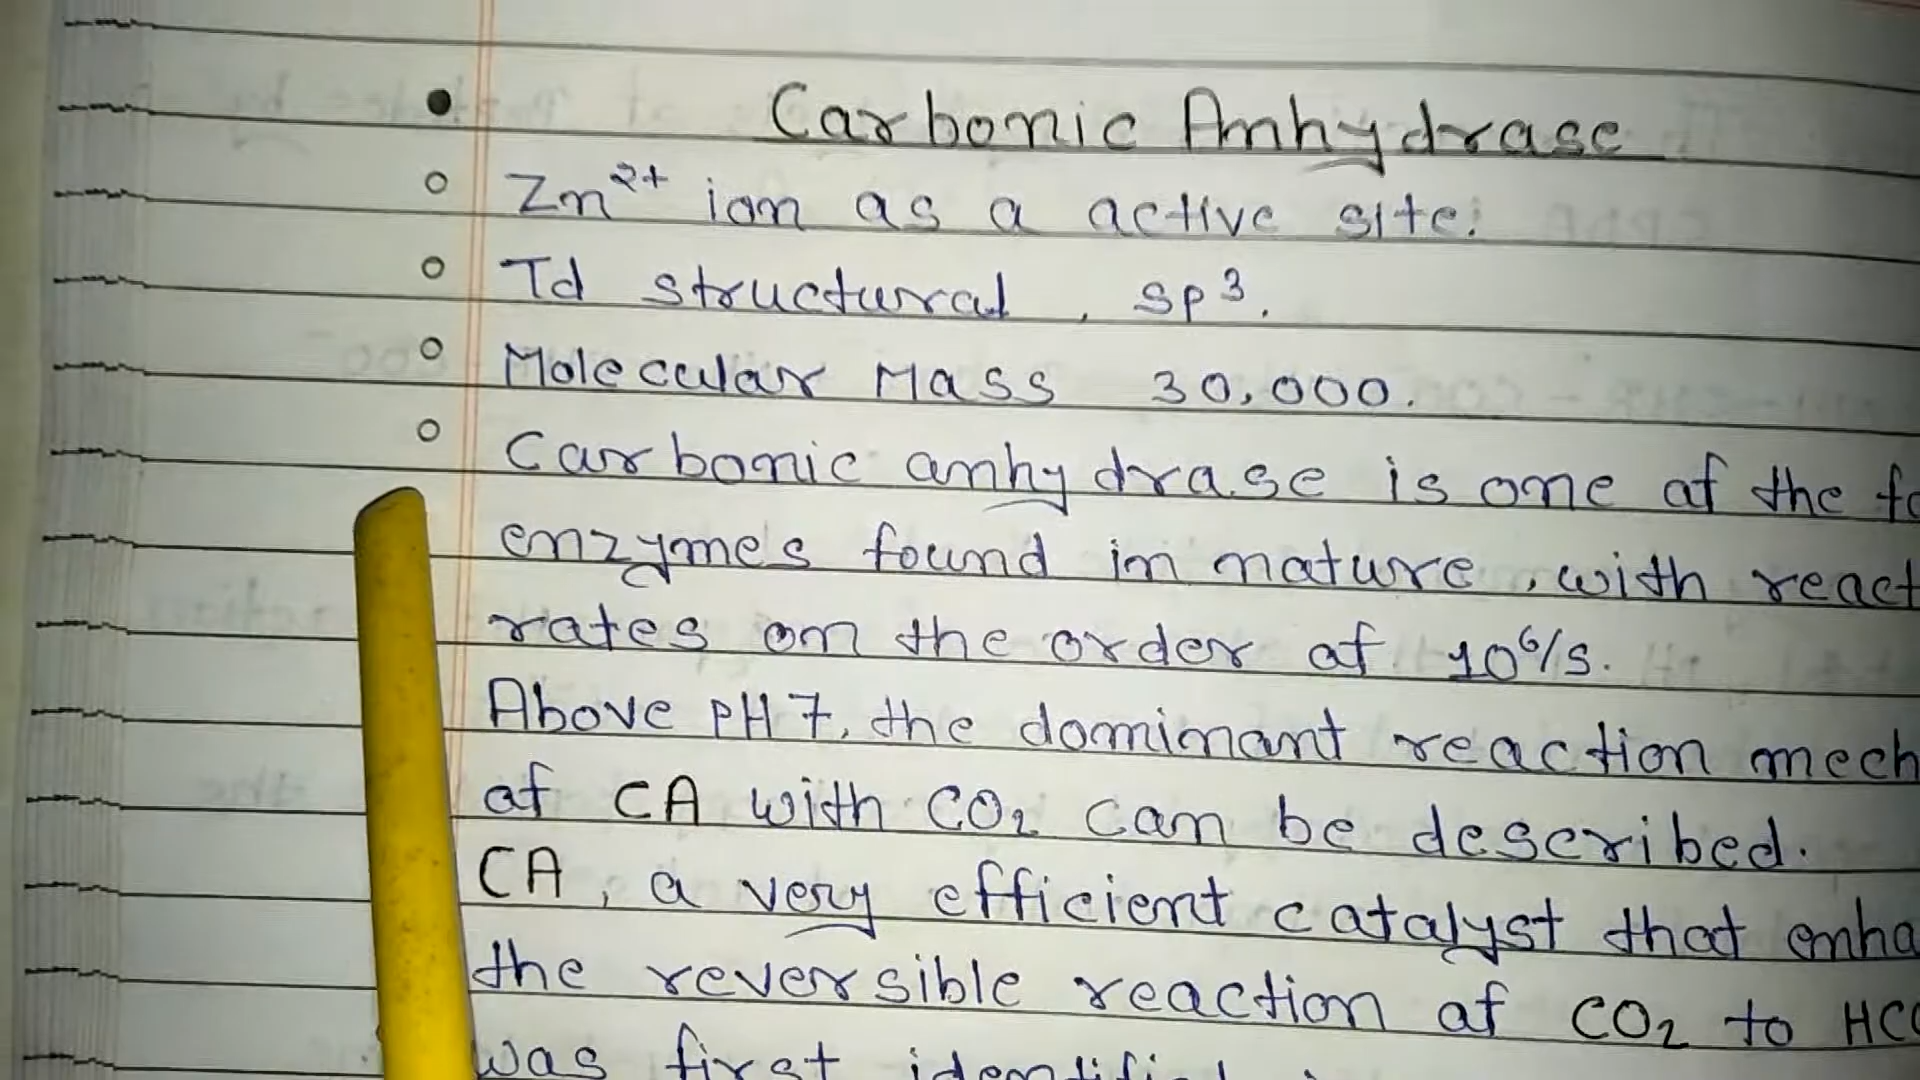 Carbonic Anhydrase
Zn²⁺ ion as a active site.
Td structural, sp³.
Molecular Mass 30,000.
Carbonic anhydrase is one of the
enzymes found in nature, with
rates on the order of 10⁶/s.
Above PH 7, the dominant reaction
of CA with CO₂ can be described.
CA, a very efficient catalyst that
the reversible reaction of CO₂ to
was first